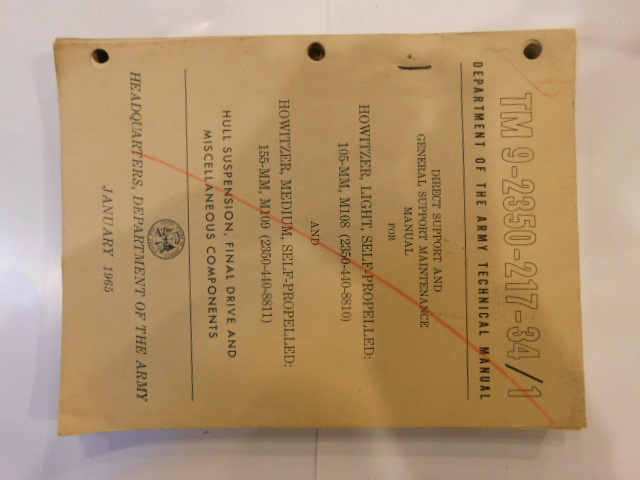 TM 9-2350-217-34/1
DEPARTMENT OF THE ARMY TECHNICAL MANUAL
DIRECT SUPPORT AND
GENERAL SUPPORT MAINTENANCE
MANUAL
FOR
HOWITZER, LIGHT, SELF-PROPELLED:
105-MM, M108 (2350-440-8810)
AND
HOWITZER, MEDIUM, SELF-PROPELLED:
155-MM, M109 (2350-440-8811)
HULL SUSPENSION, FINAL DRIVE AND
MISCELLANEOUS COMPONENTS
HEADQUARTERS, DEPARTMENT OF THE ARMY
JANUARY 1965